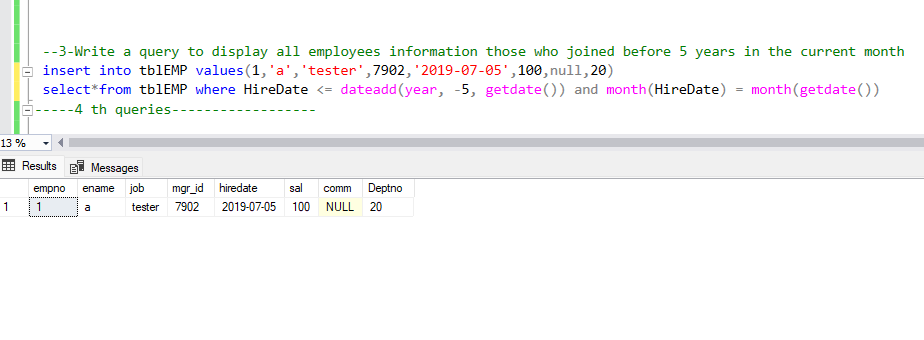 --3-Write a query to display all employees information those who joined before 5 years in the current month
insert into tblEMP values(1,'a','tester',7902,'2019-07-05',100,null,20)
select*from tblEMP where HireDate <= dateadd(year, -5, getdate()) and month(HireDate) = month(getdate())
-----4 th queries------------------
13 %
Results Messages
empno ename job mgr_id hiredate sal comm Deptno
1 1 a tester 7902 2019-07-05 100 NULL 20